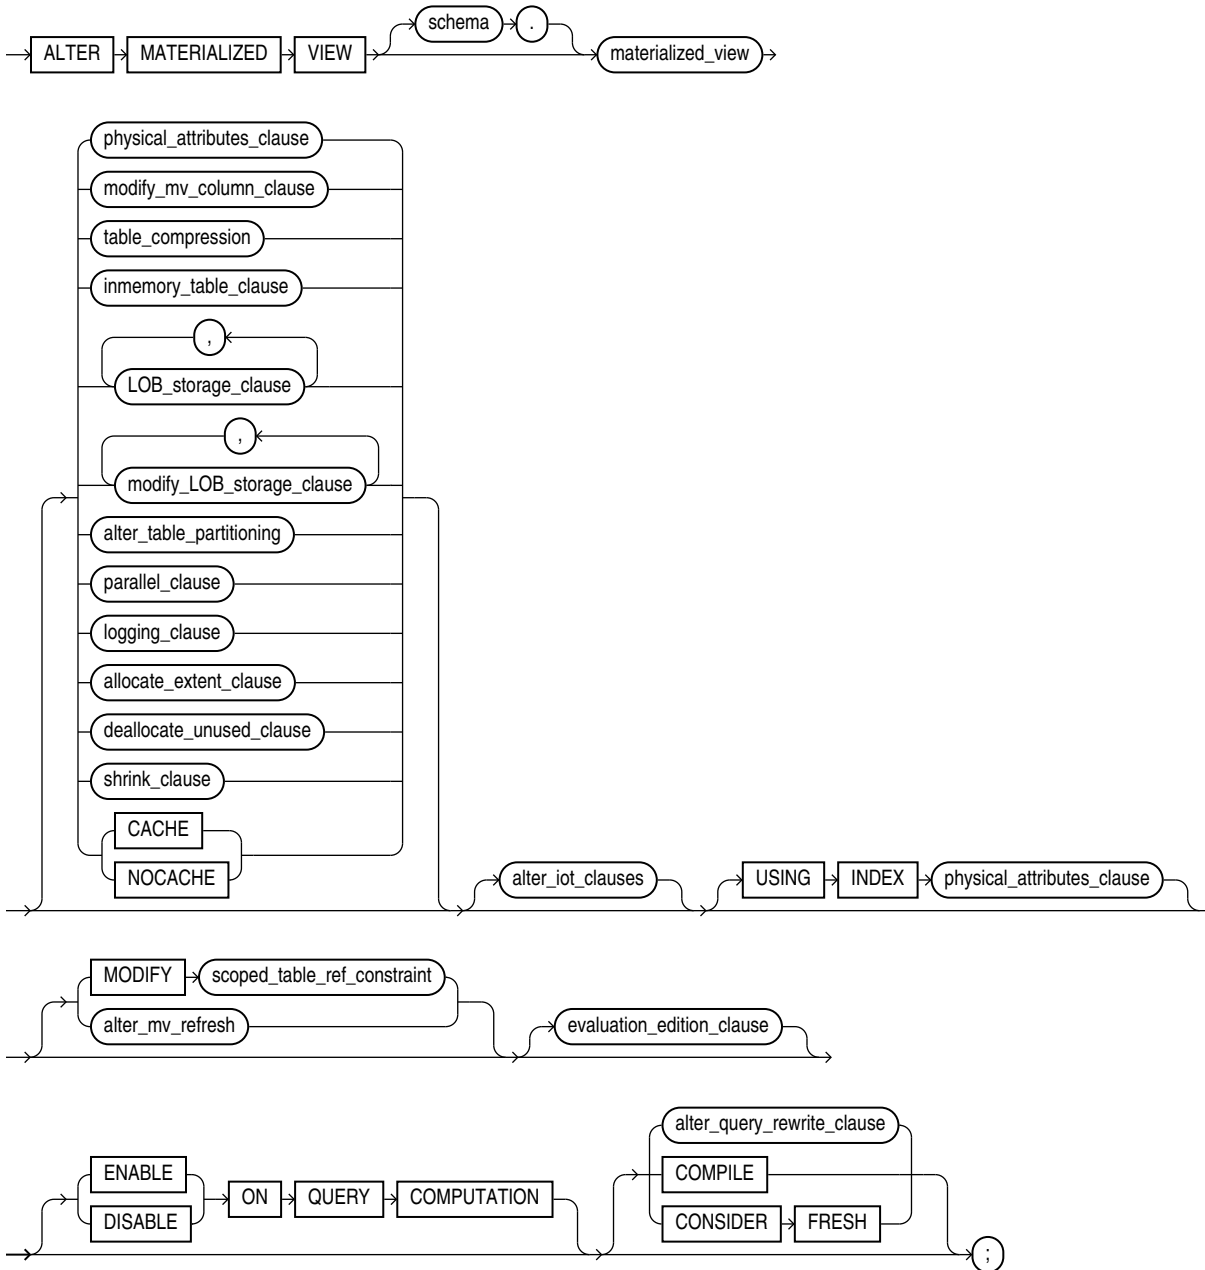 schema .
ALTER MATERIALIZED VIEW materialized_view
physical_attributes_clause
modify_mv_column_clause
table_compression
inmemory_table_clause
,
LOB_storage_clause
,
modify_LOB_storage_clause
alter_table_partitioning
parallel_clause
logging_clause
allocate_extent_clause
deallocate_unused_clause
shrink_clause
CACHE
NOCACHE
alter_iot_clauses USING INDEX physical_attributes_clause
MODIFY scoped_table_ref_constraint
alter_mv_refresh evaluation_edition_clause
alter_query_rewrite_clause
ENABLE COMPILE
ON QUERY COMPUTATION
DISABLE CONSIDER FRESH
;